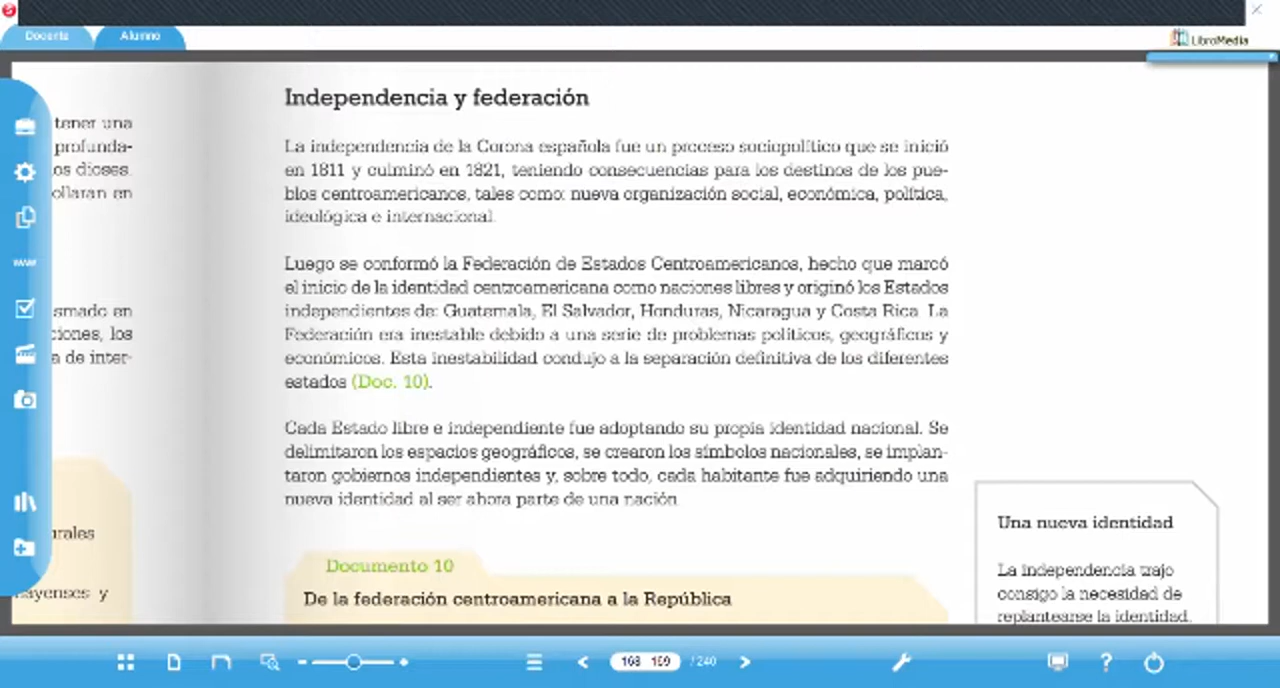 Docente
Alumno
LibroMedia
tener una
profunda-
os dioses.
ollaran en
smado en
ciones, los
a de inter-
urales
nayenses y
Independencia y federación
La independencia de la Corona española fue un proceso sociopolítico que se inició
en 1811 y culminó en 1821, teniendo consecuencias para los destinos de los pue-
blos centroamericanos, tales como: nueva organización social, económica, política,
ideológica e internacional.
Luego se conformó la Federación de Estados Centroamericanos, hecho que marcó
el inicio de la identidad centroamericana como naciones libres y originó los Estados
independientes de: Guatemala, El Salvador, Honduras, Nicaragua y Costa Rica. La
Federación era inestable debido a una serie de problemas políticos, geográficos y
económicos. Esta inestabilidad condujo a la separación definitiva de los diferentes
estados (Doc. 10).
Cada Estado libre e independiente fue adoptando su propia identidad nacional. Se
delimitaron los espacios geográficos, se crearon los símbolos nacionales, se implan-
taron gobiernos independientes y, sobre todo, cada habitante fue adquiriendo una
nueva identidad al ser ahora parte de una nación.
Documento 10
De la federación centroamericana a la República
Una nueva identidad
La independencia trajo
consigo la necesidad de
replantearse la identidad,
www
168 169 / 240
?